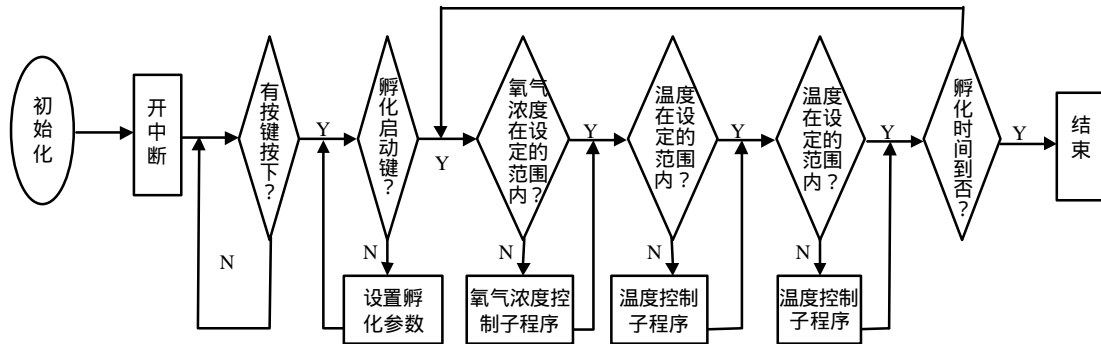 初始化
开中断
有按键按下？
Y
N
孵化启动键？
Y
N
设置孵
化参数
氧气
浓度
在设
定的
范围
内？
Y
N
氧气浓度控
制子程序
温度
在设
定的
范围
内？
Y
N
温度控制
子程序
温度
在设
定的
范围
内？
Y
N
温度控制
子程序
孵化时间到否？
Y
结束